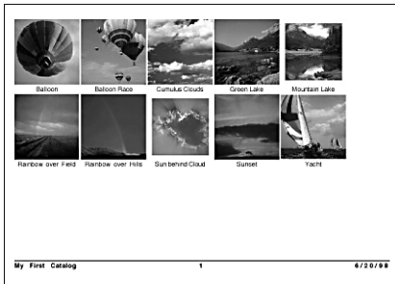 Balloon Balloon Race Cumulus Clouds Green Lake Mountain Lake
Rainbow over Field Rainbow over Hills Sun behind Cloud Sunset Yacht
My First Catalog 1 6/20/98